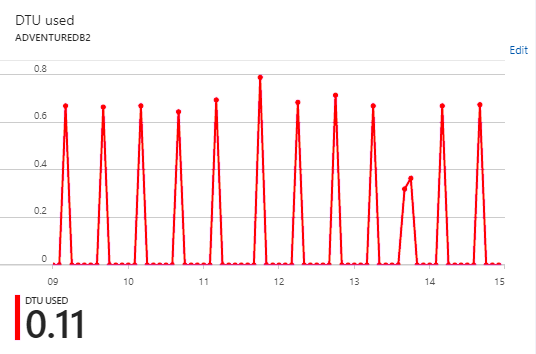 DTU used
ADVENTUREDB2
Edit
0.8
0.6
0.4
0.2
0
09 10 11 12 13 14 15
DTU USED
0.11